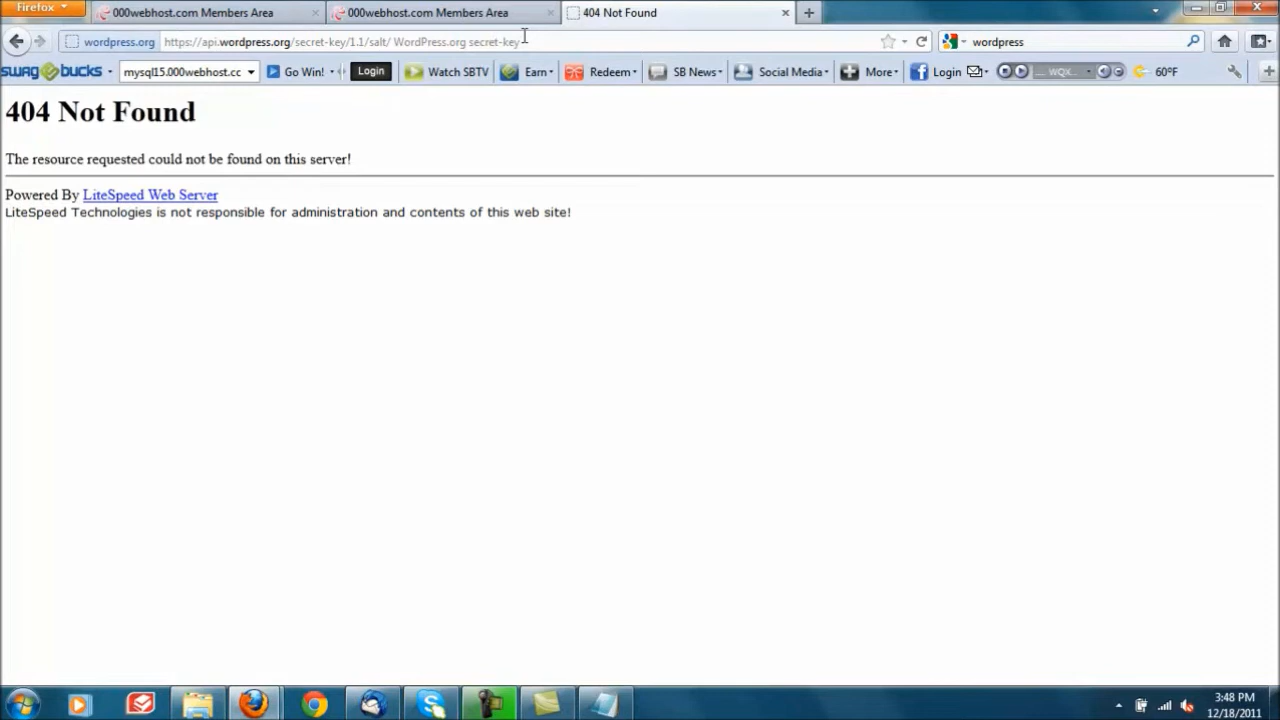 Firefox
000webhost.com Members Area
000webhost.com Members Area
404 Not Found
wordpress.org https://api.wordpress.org/secret-key/1.1/salt/ WordPress.org secret-key
wordpress
SWAGBUCKS mysql15.000webhost.cc Go Win! Login Watch SBTV Earn Redeem SB News Social Media More Login WQX... 60°F
404 Not Found
The resource requested could not be found on this server!
Powered By LiteSpeed Web Server
LiteSpeed Technologies is not responsible for administration and contents of this web site!
3:48 PM
12/18/2011